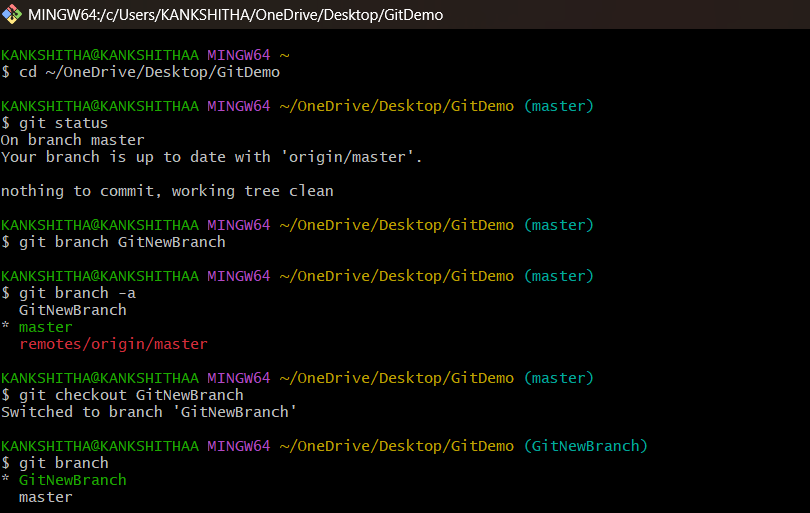 MINGW64:/c/Users/KANKSHITHA/OneDrive/Desktop/GitDemo
KANKSHITHA@KANKSHITHAA MINGW64 ~
$ cd ~/OneDrive/Desktop/GitDemo
KANKSHITHA@KANKSHITHAA MINGW64 ~/OneDrive/Desktop/GitDemo (master)
$ git status
On branch master
Your branch is up to date with 'origin/master'.
nothing to commit, working tree clean
KANKSHITHA@KANKSHITHAA MINGW64 ~/OneDrive/Desktop/GitDemo (master)
$ git branch GitNewBranch
KANKSHITHA@KANKSHITHAA MINGW64 ~/OneDrive/Desktop/GitDemo (master)
$ git branch -a
  GitNewBranch
* master
  remotes/origin/master
KANKSHITHA@KANKSHITHAA MINGW64 ~/OneDrive/Desktop/GitDemo (master)
$ git checkout GitNewBranch
Switched to branch 'GitNewBranch'
KANKSHITHA@KANKSHITHAA MINGW64 ~/OneDrive/Desktop/GitDemo (GitNewBranch)
$ git branch
* GitNewBranch
  master